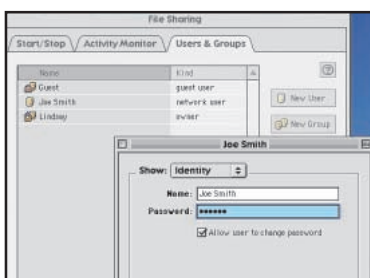 File Sharing
Start/Stop Activity Monitor Users & Groups
Name Kind
Guest guest user
Joe Smith network user
Lindsey owner
New User
New Group
Joe Smith
Show: Identity
Name: Joe Smith
Password: ••••••
Allow user to change password